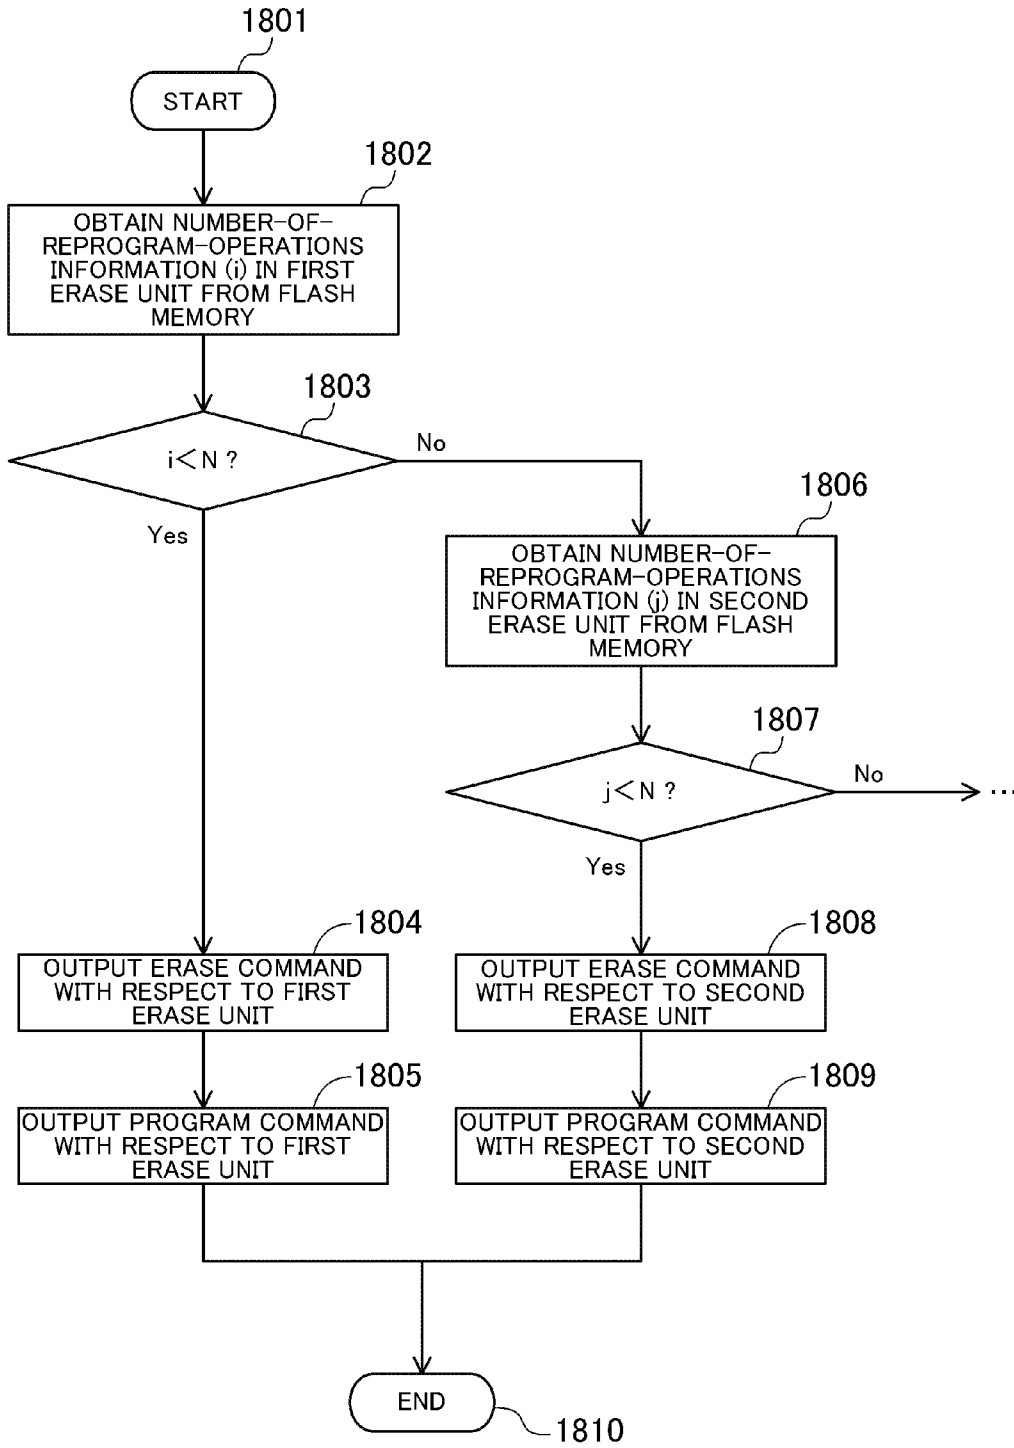 1801
START
1802
OBTAIN NUMBER-OF-
REPROGRAM-OPERATIONS
INFORMATION (i) IN FIRST
ERASE UNIT FROM FLASH
MEMORY
1803
i<N ?
No
Yes
1806
OBTAIN NUMBER-OF-
REPROGRAM-OPERATIONS
INFORMATION (j) IN SECOND
ERASE UNIT FROM FLASH
MEMORY
1807
j<N ?
No
...
Yes
1804
OUTPUT ERASE COMMAND
WITH RESPECT TO FIRST
ERASE UNIT
1808
OUTPUT ERASE COMMAND
WITH RESPECT TO SECOND
ERASE UNIT
1805
OUTPUT PROGRAM COMMAND
WITH RESPECT TO FIRST
ERASE UNIT
1809
OUTPUT PROGRAM COMMAND
WITH RESPECT TO SECOND
ERASE UNIT
END
1810